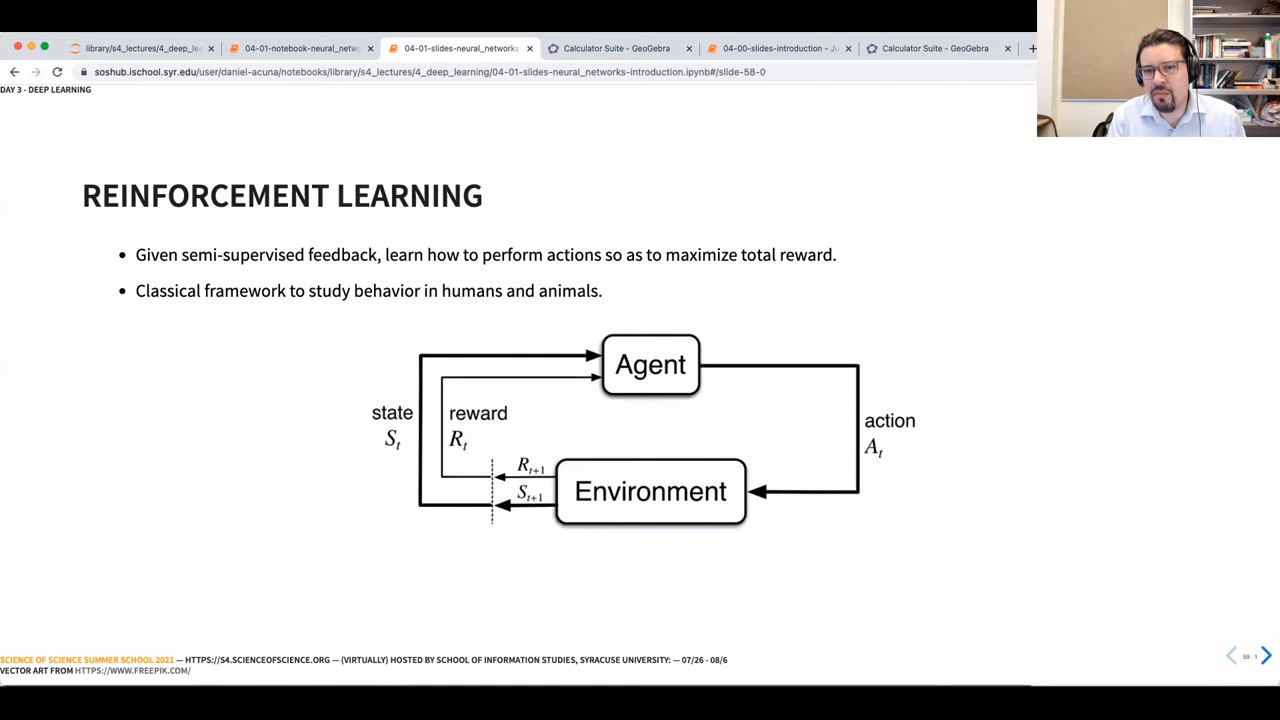 library/s4_lectures/4_deep_le
04-01-notebook-neural_netwo
04-01-slides-neural_networks
Calculator Suite - GeoGebra
04-00-slides-introduction - Ju
Calculator Suite - GeoGebra
soshub.ischool.syr.edu/user/daniel-acuna/notebooks/library/s4_lectures/4_deep_learning/04-01-slides-neural_networks-introduction.ipynb#/slide-58-0
DAY 3 - DEEP LEARNING
REINFORCEMENT LEARNING
• Given semi-supervised feedback, learn how to perform actions so as to maximize total reward.
• Classical framework to study behavior in humans and animals.
Agent
state
S_t
reward
R_t
action
A_t
R_{t+1}
S_{t+1}
Environment
SCIENCE OF SCIENCE SUMMER SCHOOL 2021 — HTTPS://S4.SCIENCEOFSCIENCE.ORG — (VIRTUALLY) HOSTED BY SCHOOL OF INFORMATION STUDIES, SYRACUSE UNIVERSITY: — 07/26 - 08/6
VECTOR ART FROM HTTPS://WWW.FREEPIK.COM/